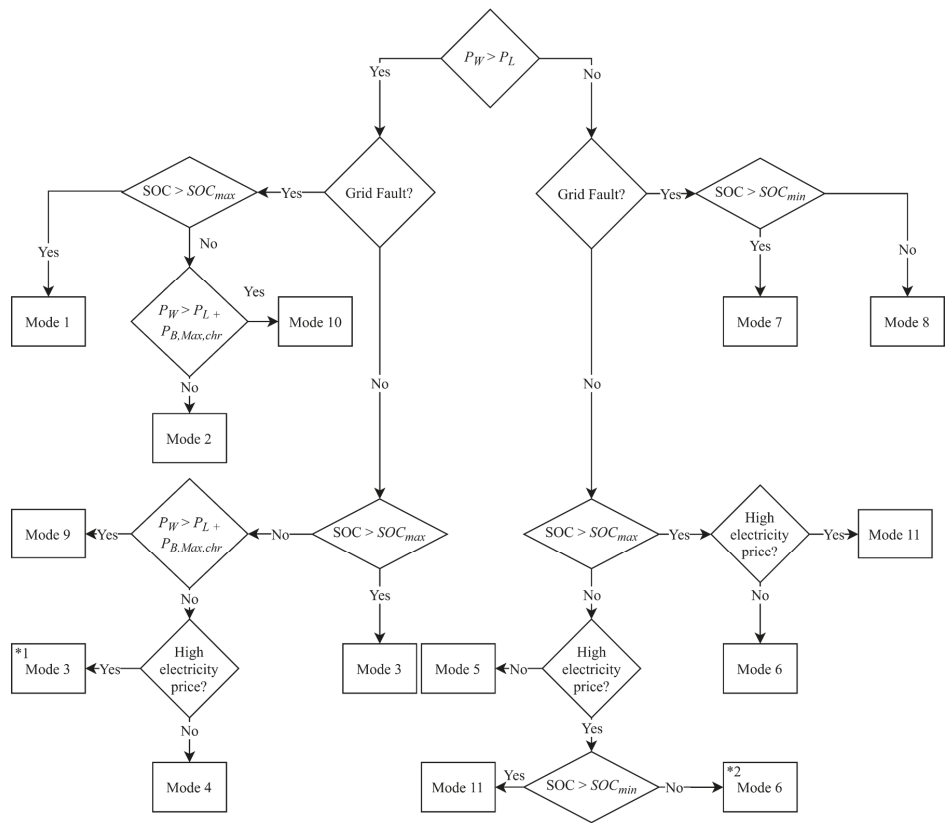 P_W > P_L
Yes
No
SOC > SOC_max
Yes
Grid Fault?
Grid Fault?
Yes
SOC > SOC_min
Yes
No
Yes
No
Mode 1
P_W > P_L +
P_B,Max,chr
Yes
Mode 10
Mode 7
Mode 8
No
No
No
Mode 2
Mode 9
Yes
P_W > P_L +
P_B,Max,chr
No
SOC > SOC_max
SOC > SOC_max
Yes
High
electricity
price?
Yes
Mode 11
No
Yes
No
No
*1
Mode 3
Yes
High
electricity
price?
Mode 3
Mode 5
No
High
electricity
price?
Mode 6
No
Yes
Mode 4
Mode 11
Yes
SOC > SOC_min
No
*2
Mode 6